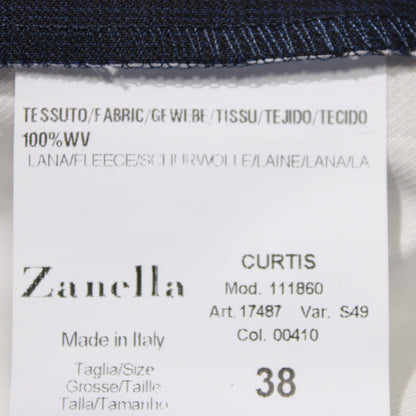 TESSUTO/FABRIC/GEWEBE/TISSU/TEJIDO/TECIDO
100%WV
LANA/FLEECE/SCHURWOLLE/LAINE/LANA/LA
CURTIS
Zanella Mod. 111860
Art. 17487 Var. S49
Made in Italy Col. 00410
Taglia/Size
Grosse/Taille 38
Talla/Tamanho